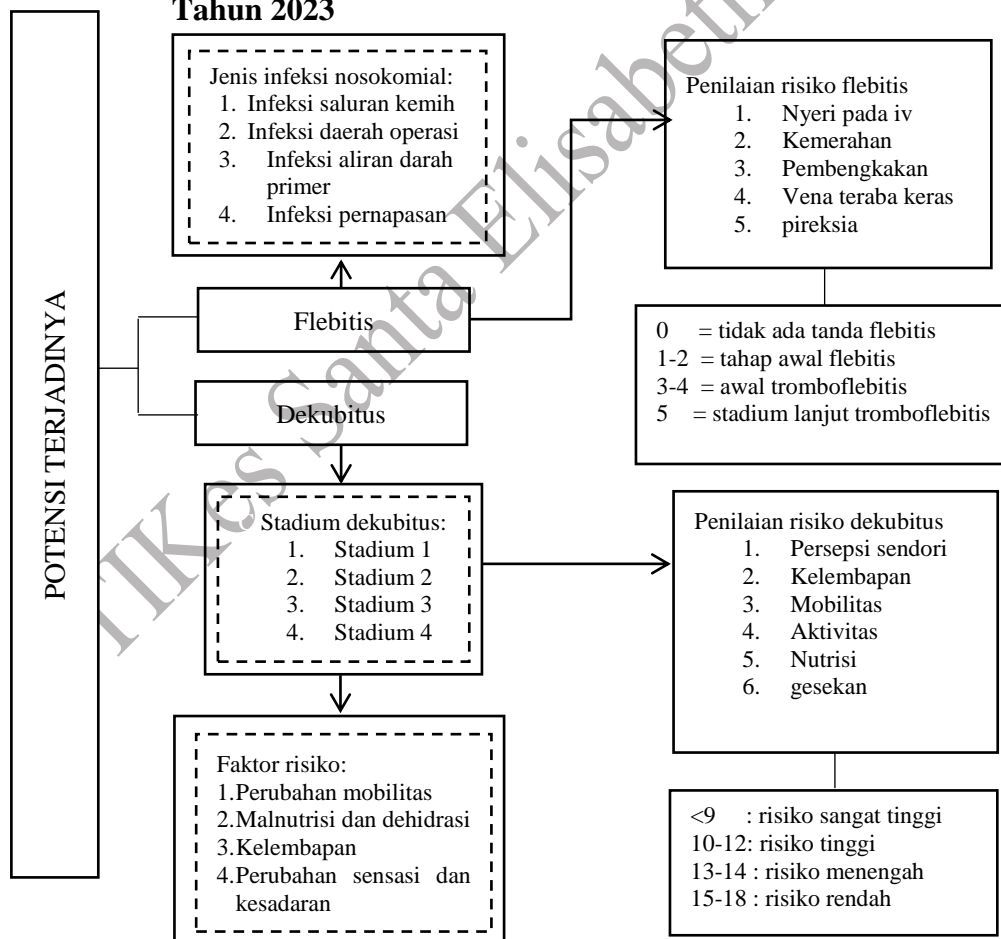 Tahun 2023
POTENSI TERJADINYA
Jenis infeksi nosokomial:
1. Infeksi saluran kemih
2. Infeksi daerah operasi
3. Infeksi aliran darah
primer
4. Infeksi pernapasan
Penilaian risiko flebitis
1. Nyeri pada iv
2. Kemerahan
3. Pembengkakan
4. Vena teraba keras
5. pireksia
Flebitis
0 = tidak ada tanda flebitis
1-2 = tahap awal flebitis
3-4 = awal tromboflebitis
5 = stadium lanjut tromboflebitis
Dekubitus
Stadium dekubitus:
1. Stadium 1
2. Stadium 2
3. Stadium 3
4. Stadium 4
Penilaian risiko dekubitus
1. Persepsi sendori
2. Kelembapan
3. Mobilitas
4. Aktivitas
5. Nutrisi
6. gesekan
Faktor risiko:
1.Perubahan mobilitas
2.Malnutrisi dan dehidrasi
3.Kelembapan
4.Perubahan sensasi dan
kesadaran
<9 : risiko sangat tinggi
10-12: risiko tinggi
13-14 : risiko menengah
15-18 : risiko rendah
TIKes Santa Elisabeth